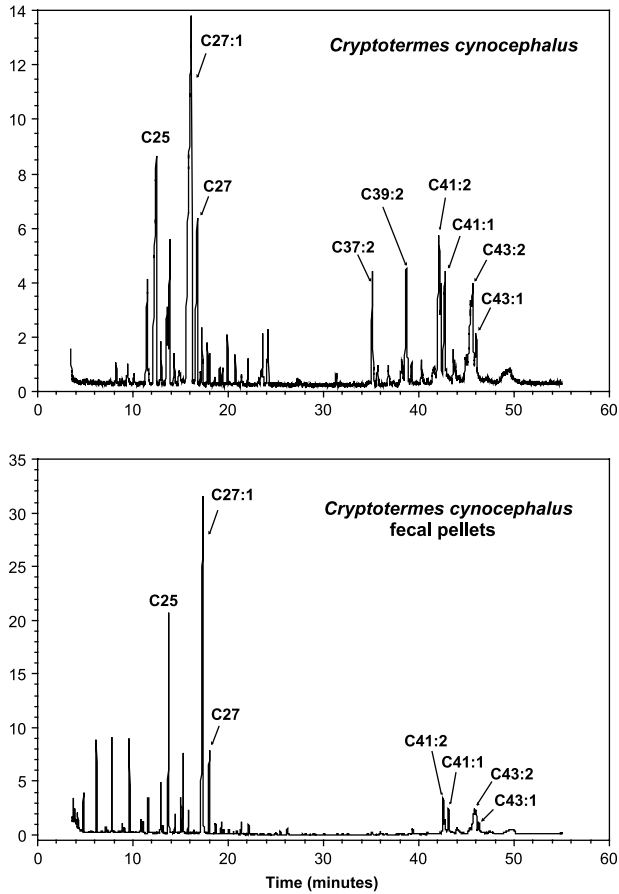 14
12
10
8
6
4
2
0
Cryptotermes cynocephalus
C27:1
C25
C27
C37:2
C39:2
C41:2
C41:1
C43:2
C43:1
0 10 20 30 40 50 60
35
30
25
20
15
10
5
0
Cryptotermes cynocephalus
fecal pellets
C27:1
C25
C27
C41:2
C41:1
C43:2
C43:1
0 10 20 30 40 50 60
Time (minutes)